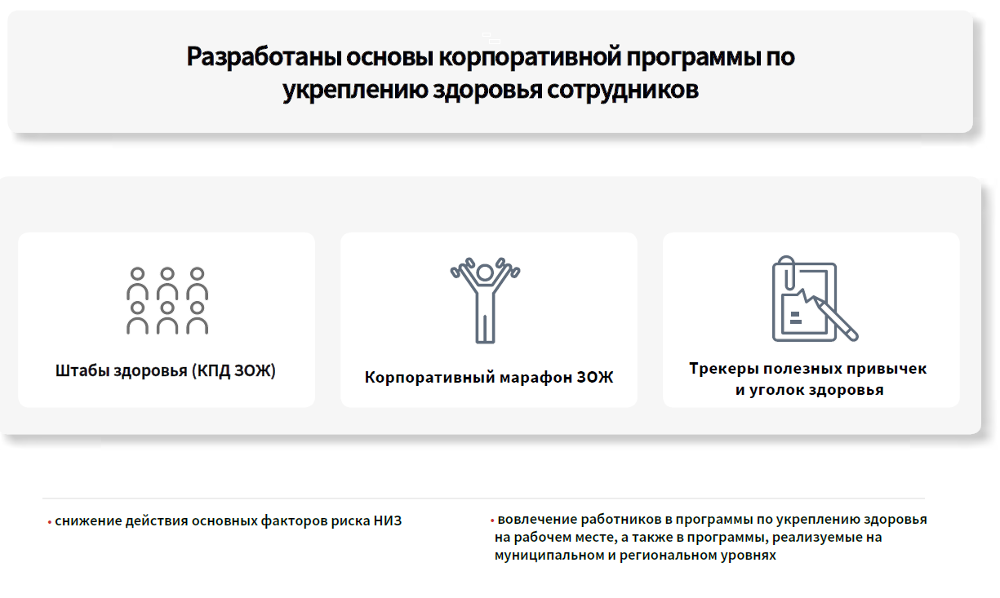 Разработаны основы корпоративной программы по
укреплению здоровья сотрудников
Штабы здоровья (КПД ЗОЖ)
Корпоративный марафон ЗОЖ
Трекеры полезных привычек
и уголок здоровья
• снижение действия основных факторов риска НИЗ
• вовлечение работников в программы по укреплению здоровья
на рабочем месте, а также в программы, реализуемые на
муниципальном и региональном уровнях